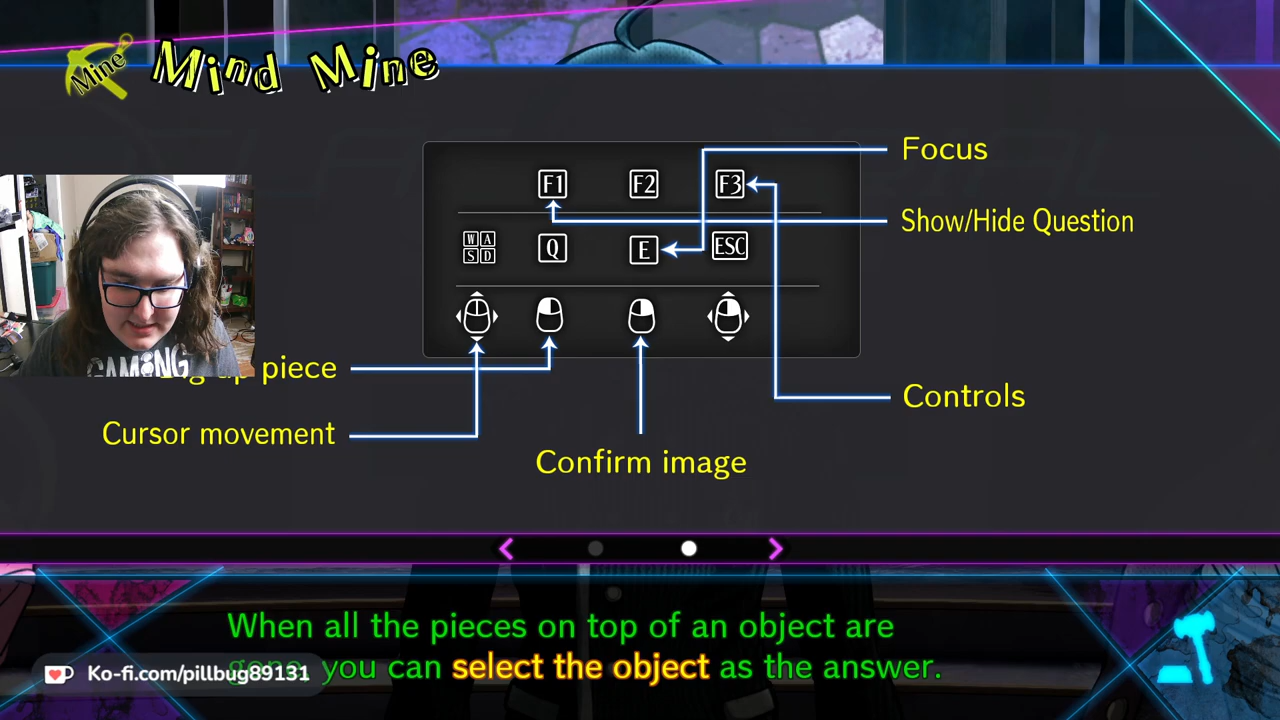 Mine
Mind Mine
Focus
F1
F2
F3
Show/Hide Question
W A
S D
Q
E
ESC
GAMING
piece
Controls
Cursor movement
Confirm image
When all the pieces on top of an object are
you can select the object as the answer.
Ko-fi.com/pillbug89131